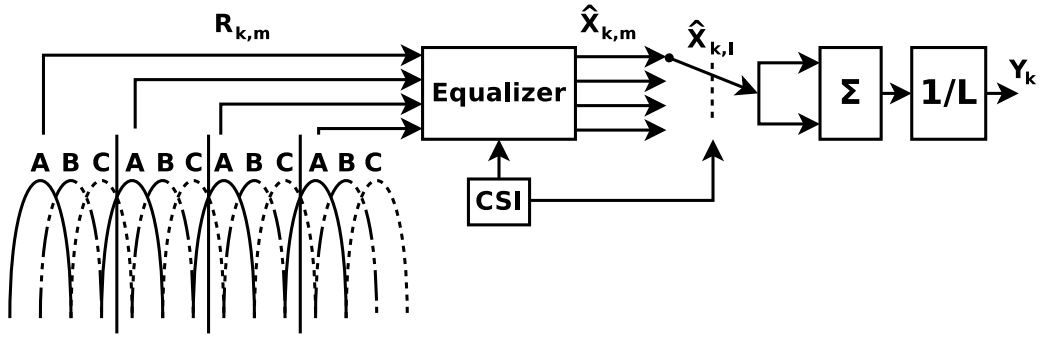 R_{k,m}
X̂_{k,m}
X̂_{k,l}
Equalizer
Σ
1/L
Y_k
A B C A B C A B C A B C
CSI